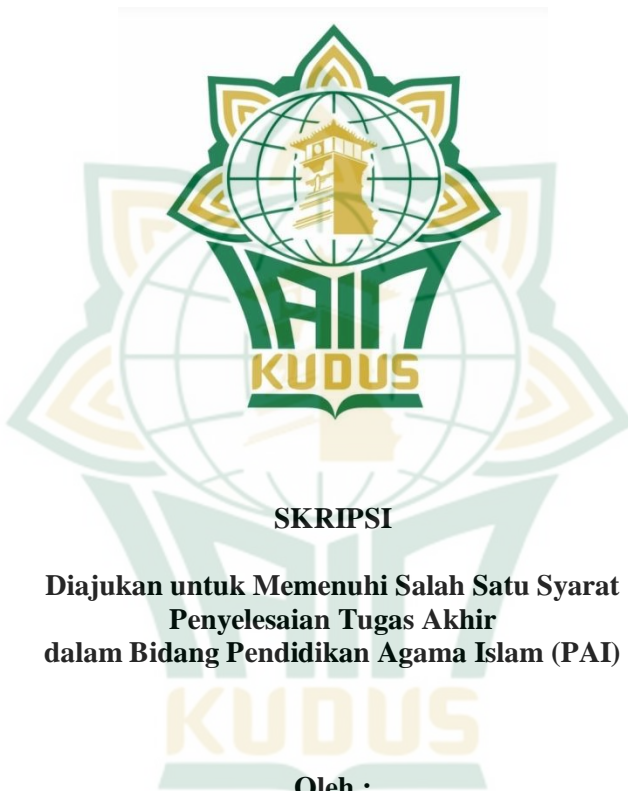 IAIN
KUDUS
SKRIPSI
Diajukan untuk Memenuhi Salah Satu Syarat
Penyelesaian Tugas Akhir
dalam Bidang Pendidikan Agama Islam (PAI)
KUDUS
Oleh :